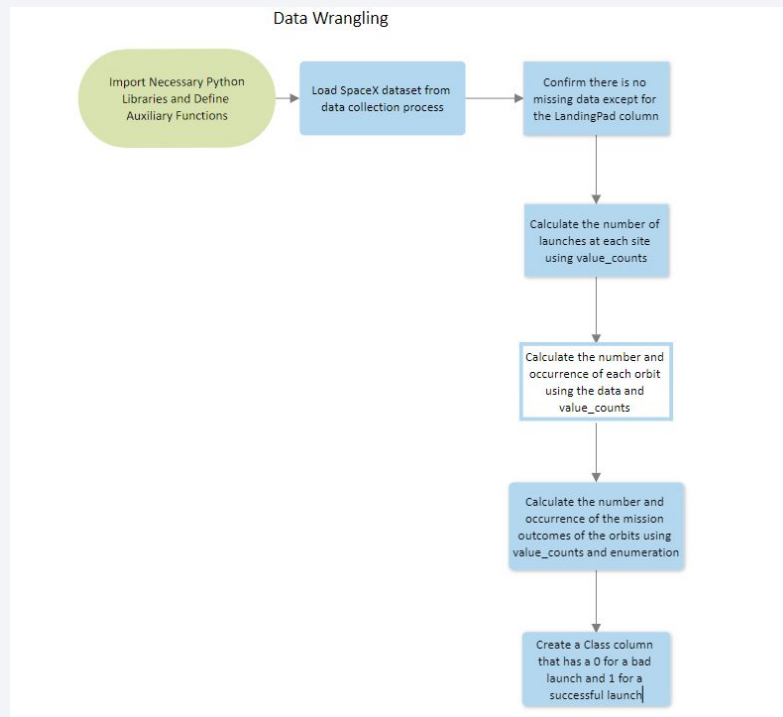 Data Wrangling
Import Necessary Python
Libraries and Define
Auxiliary Functions
Load SpaceX dataset from
data collection process
Confirm there is no
missing data except for
the LandingPad column
Calculate the number of
launches at each site
using value_counts
Calculate the number and
occurrence of each orbit
using the data and
value_counts
Calculate the number and
occurrence of the mission
outcomes of the orbits using
value_counts and enumeration
Create a Class column
that has a 0 for a bad
launch and 1 for a
successful launch